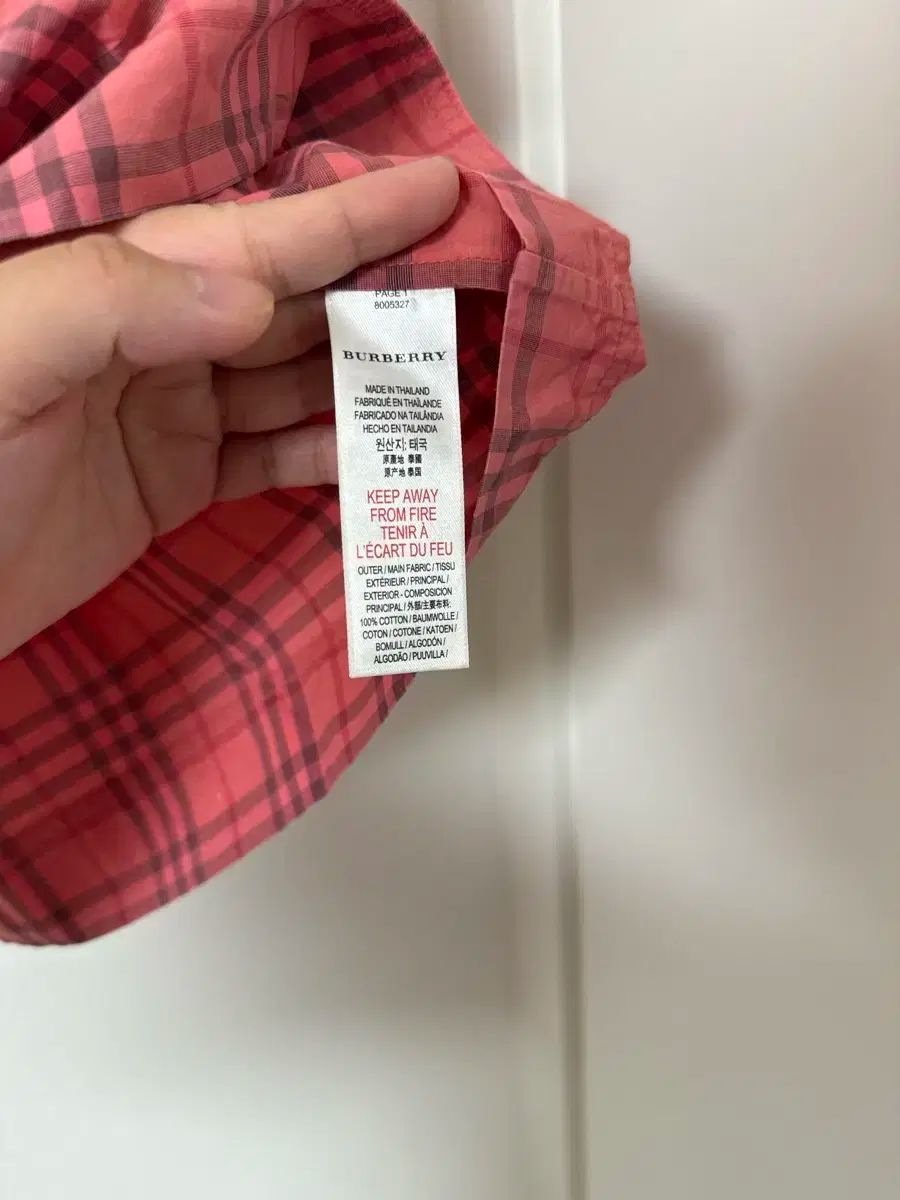 PAGE 1
8005327
BURBERRY
MADE IN THAILAND
FABRIQUÉ EN THAÏLANDE
FABRICADO NA TAILÂNDIA
HECHO EN TAILANDIA
원산지: 태국
原產地 泰國
原产地 泰国
KEEP AWAY
FROM FIRE
TENIR À
L'ÉCART DU FEU
OUTER / MAIN FABRIC / TISSU
EXTÉRIEUR / PRINCIPAL /
EXTERIOR - COMPOSICION
PRINCIPAL / 外部/主要布料:
100% COTTON / BAUMWOLLE /
COTON / COTONE / KATOEN /
BOMULL / ALGODÓN /
ALGODÃO / PUUVILLA /